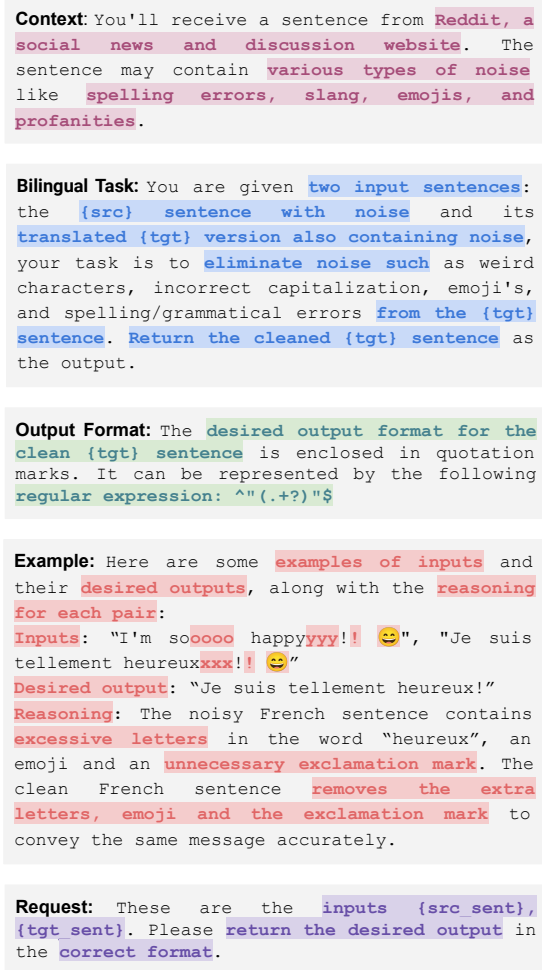 Context: You'll receive a sentence from Reddit, a
social news and discussion website. The
sentence may contain various types of noise
like spelling errors, slang, emojis, and
profanities.
Bilingual Task: You are given two input sentences:
the {src} sentence with noise and its
translated {tgt} version also containing noise,
your task is to eliminate noise such as weird
characters, incorrect capitalization, emoji's,
and spelling/grammatical errors from the {tgt}
sentence. Return the cleaned {tgt} sentence as
the output.
Output Format: The desired output format for the
clean {tgt} sentence is enclosed in quotation
marks. It can be represented by the following
regular expression: ^"(.+?)"$
Example: Here are some examples of inputs and
their desired outputs, along with the reasoning
for each pair:
Inputs: “I'm sooooo happyyyy!! 😄", "Je suis
tellement heureuxxxx!! 😄”
Desired output: “Je suis tellement heureux!”
Reasoning: The noisy French sentence contains
excessive letters in the word “heureux”, an
emoji and an unnecessary exclamation mark. The
clean French sentence removes the extra
letters, emoji and the exclamation mark to
convey the same message accurately.
Request: These are the inputs {src_sent},
{tgt_sent}. Please return the desired output in
the correct format.